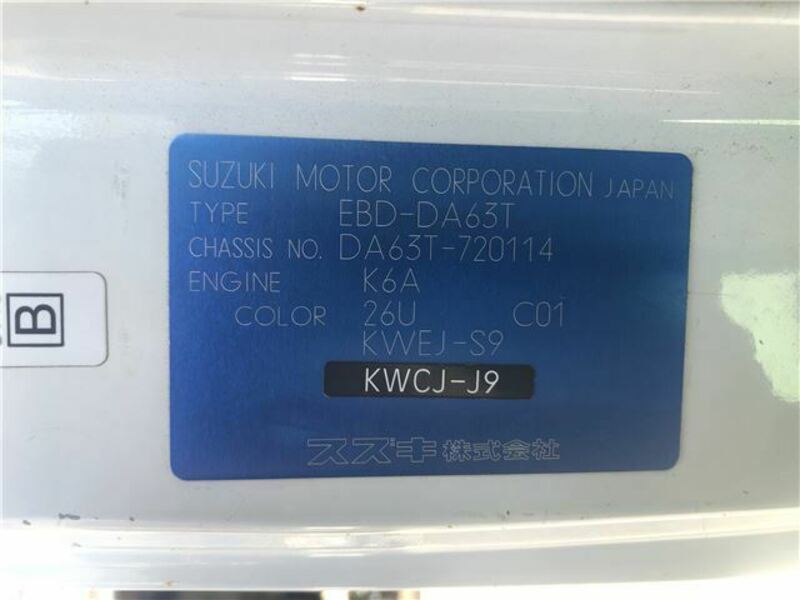 SUZUKI MOTOR CORPORATION JAPAN
TYPE EBD-DA63T
CHASSIS NO. DA63T-720114
ENGINE K6A
COLOR 26U C01
KWEJ-S9
KWCJ-J9
スズキ株式会社
B